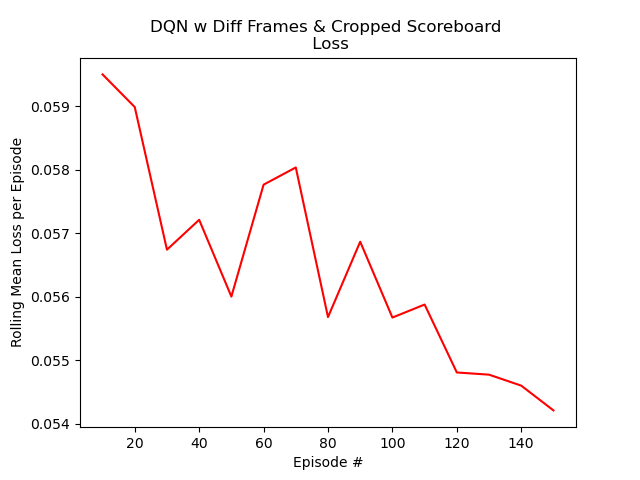 DQN w Diff Frames & Cropped Scoreboard
Loss
0.059
0.058
0.057
0.056
0.055
0.054
Rolling Mean Loss per Episode
20 40 60 80 100 120 140
Episode #